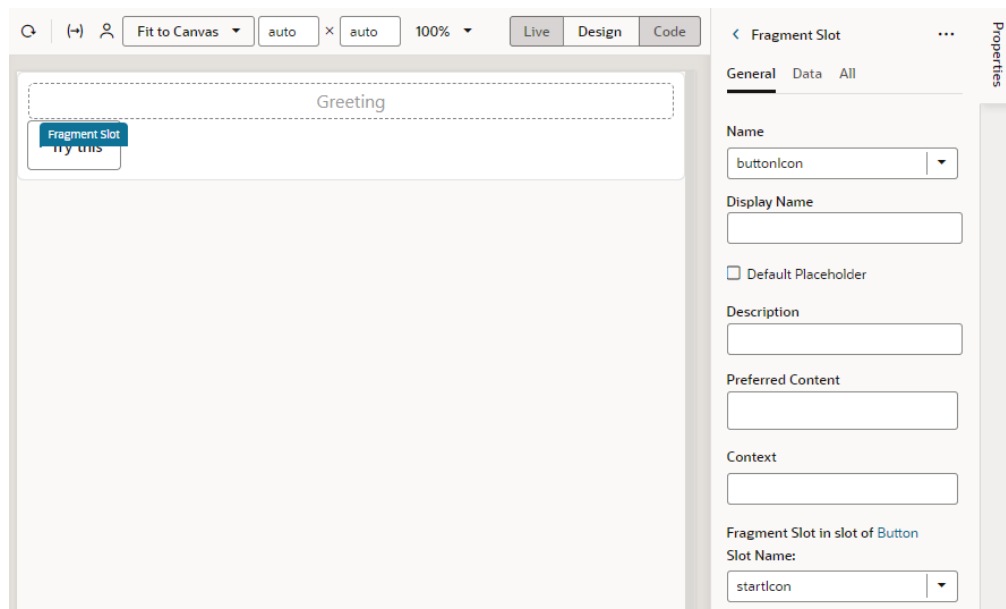 Fit to Canvas auto × auto 100% Live Design Code
Greeting
Fragment Slot
Try this
Fragment Slot
General Data All
Name
buttonIcon
Display Name
Default Placeholder
Description
Preferred Content
Context
Fragment Slot in slot of Button
Slot Name:
startIcon
Properties